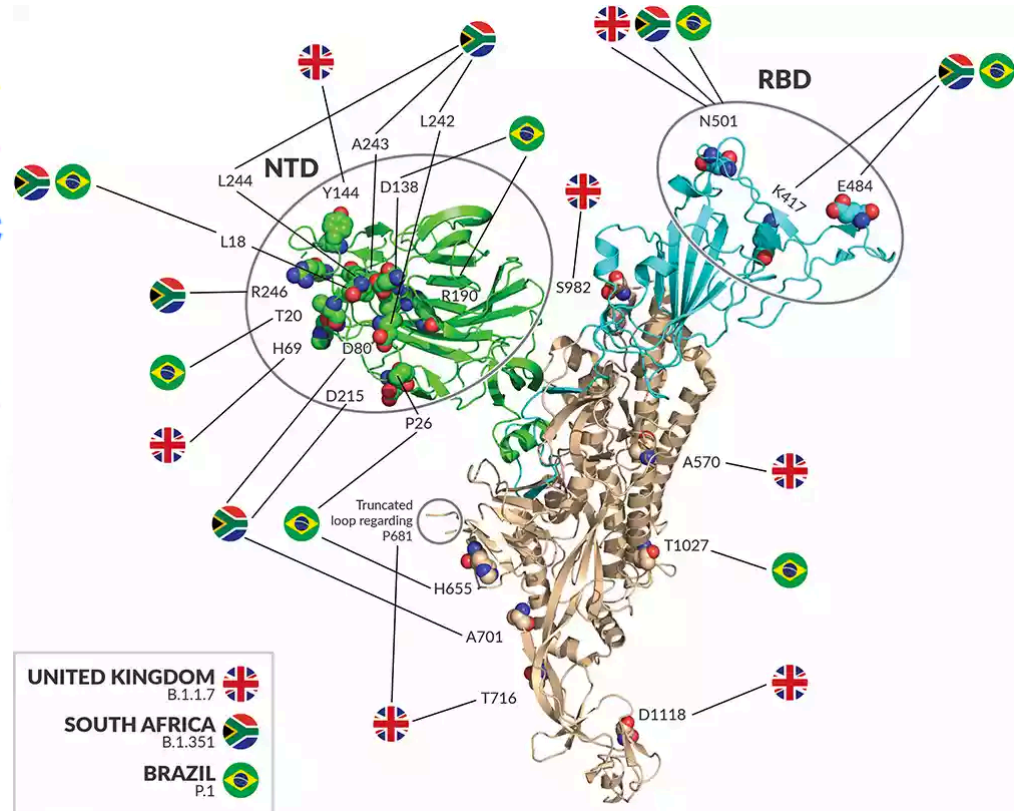 RBD
N501
L242
A243
NTD
D138
L244
Y144
K417
E484
L18
S982
R246
R190
T20
H69
D80
D215
P26
A570
Truncated
loop regarding
P681
T1027
H655
A701
T716
D1118
UNITED KINGDOM
B.1.1.7
SOUTH AFRICA
B.1.351
BRAZIL
P.1